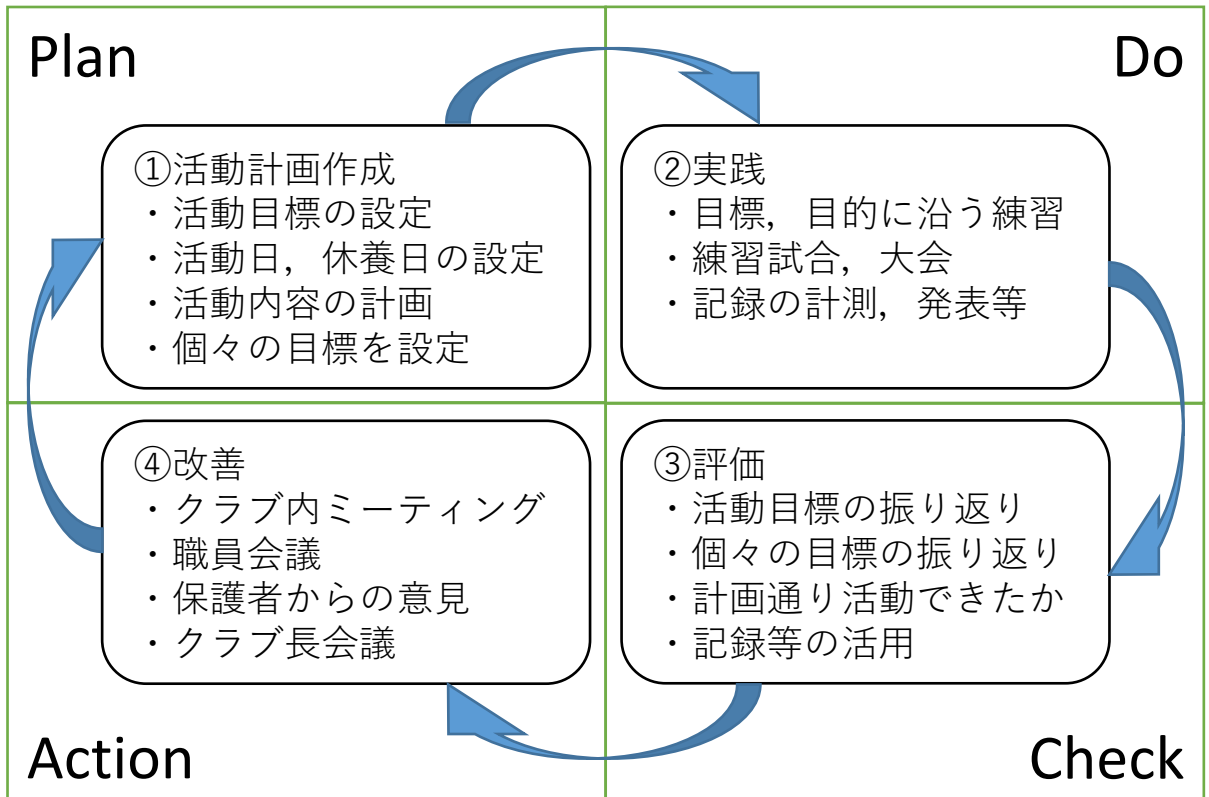 Plan
①活動計画作成
・活動目標の設定
・活動日，休養日の設定
・活動内容の計画
・個々の目標を設定
Do
②実践
・目標，目的に沿う練習
・練習試合，大会
・記録の計測，発表等
④改善
・クラブ内ミーティング
・職員会議
・保護者からの意見
・クラブ長会議
Action
③評価
・活動目標の振り返り
・個々の目標の振り返り
・計画通り活動できたか
・記録等の活用
Check